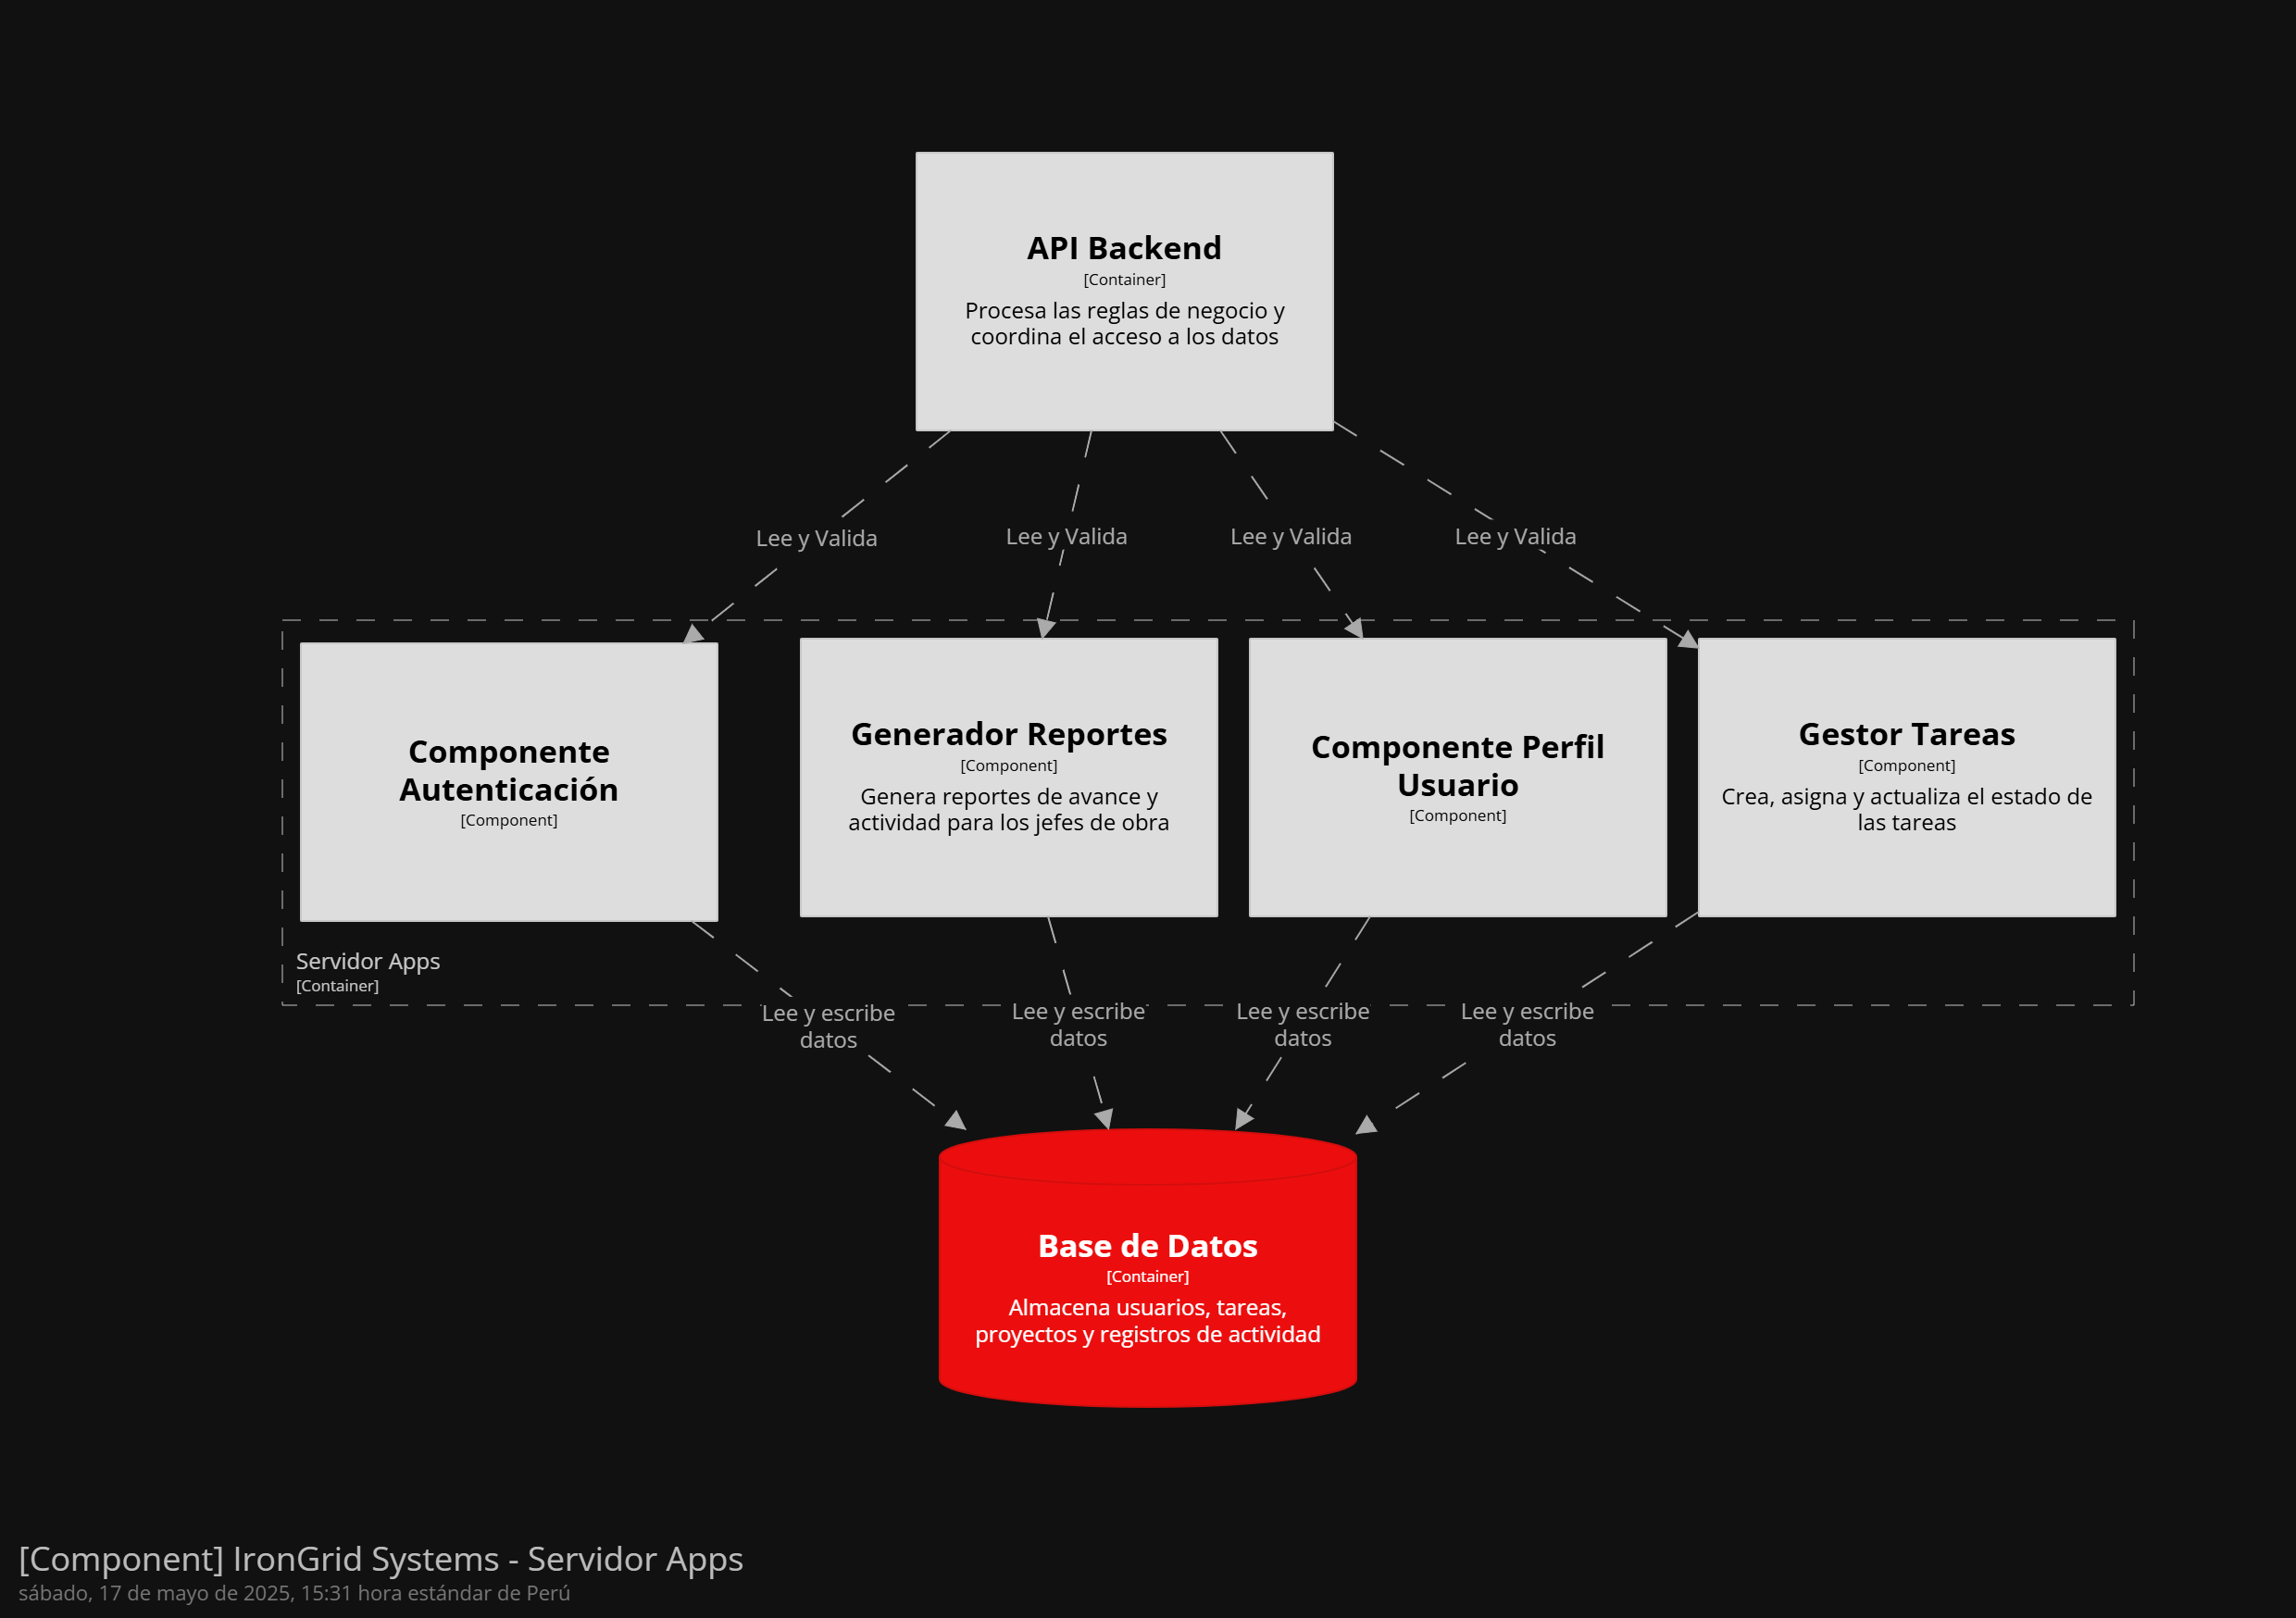 API Backend
[Container]
Procesa las reglas de negocio y
coordina el acceso a los datos
Lee y Valida
Lee y Valida
Lee y Valida
Lee y Valida
Componente
Autenticación
[Component]
Generador Reportes
[Component]
Genera reportes de avance y
actividad para los jefes de obra
Componente Perfil
Usuario
[Component]
Gestor Tareas
[Component]
Crea, asigna y actualiza el estado de
las tareas
Servidor Apps
[Container]
Lee y escribe
datos
Lee y escribe
datos
Lee y escribe
datos
Lee y escribe
datos
Base de Datos
[Container]
Almacena usuarios, tareas,
proyectos y registros de actividad
[Component] IronGrid Systems - Servidor Apps
sábado, 17 de mayo de 2025, 15:31 hora estándar de Perú